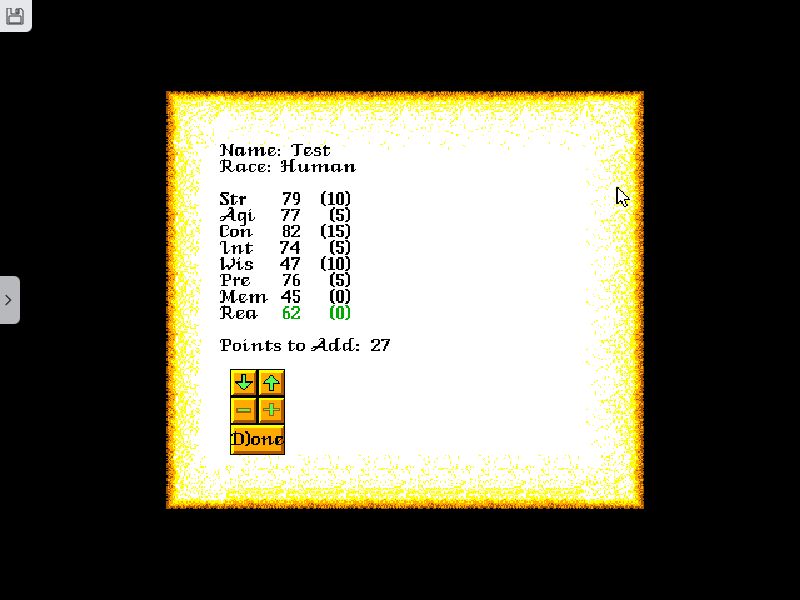 Name: Test
Race: Human
Str 79 (10)
Agi 77 (5)
Con 82 (15)
Int 74 (5)
Wis 47 (10)
Pre 76 (5)
Mem 45 (0)
Rea 62 (0)
Points to Add: 27
D)one